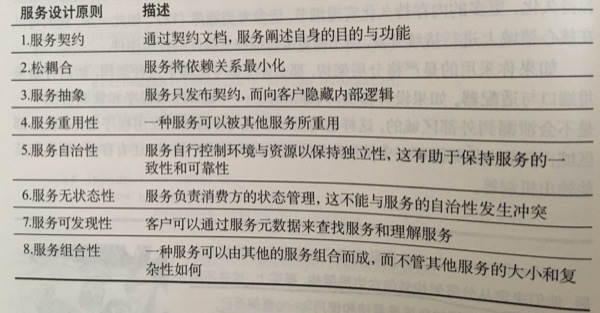 服务设计原则 描述
1.服务契约 通过契约文档,服务阐述自身的目的与功能
2.松耦合 服务将依赖关系最小化
3.服务抽象 服务只发布契约,而向客户隐藏内部逻辑
4.服务重用性 一种服务可以被其他服务所重用
5.服务自治性 服务自行控制环境与资源以保持独立性,这有助于保持服务的一
致性和可靠性
6.服务无状态性 服务负责消费方的状态管理,这不能与服务的自治性发生冲突
7.服务可发现性 客户可以通过服务元数据来查找服务和理解服务
8.服务组合性 一种服务可以由其他的服务组合而成,而不管其他服务的大小和复
杂性如何